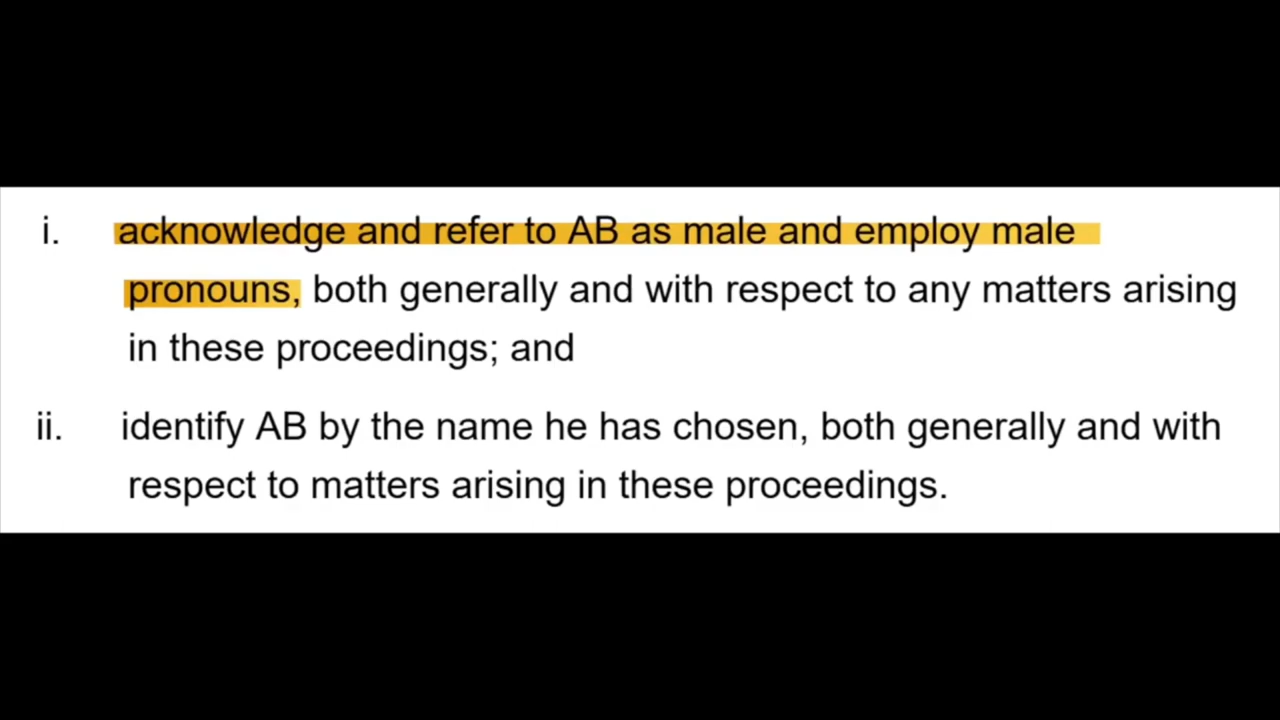 i. acknowledge and refer to AB as male and employ male
pronouns, both generally and with respect to any matters arising
in these proceedings; and
ii. identify AB by the name he has chosen, both generally and with
respect to matters arising in these proceedings.